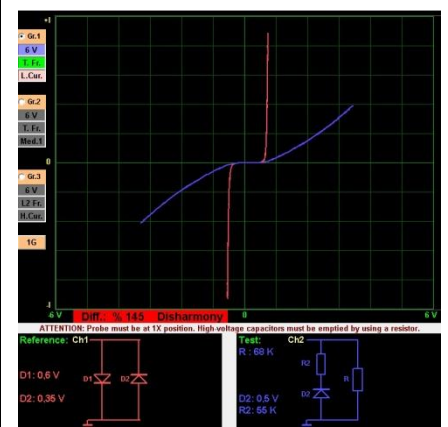 +I
Gr.1
6 V
T. Fr.
L.Cur.
Gr.2
6 V
T. Fr.
Med.1
0
0
Gr.3
6 V
L2 Fr.
H.Cur.
1G
-I
-6 V
0
6 V
Diff.: % 145 Disharmony
ATTENTION: Probe must be at 1X position. High-voltage capacitors must be emptied by using a resistor.
Reference: Ch1
D1: 0,6 V
D2: 0,35 V
D1
D2
Test: Ch2
R : 68 K
D2: 0,5 V
R2: 55 K
R2
D2
R